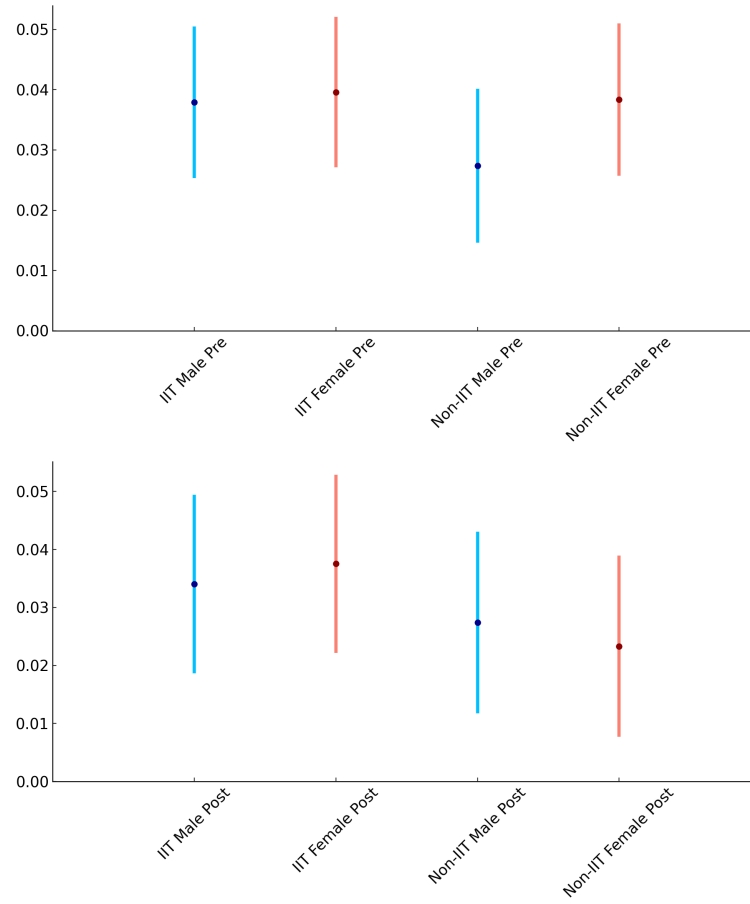 0.05
0.04
0.03
0.02
0.01
0.00
IIT Male Pre
IIT Female Pre
Non-IIT Male Pre
Non-IIT Female Pre
0.05
0.04
0.03
0.02
0.01
0.00
IIT Male Post
IIT Female Post
Non-IIT Male Post
Non-IIT Female Post